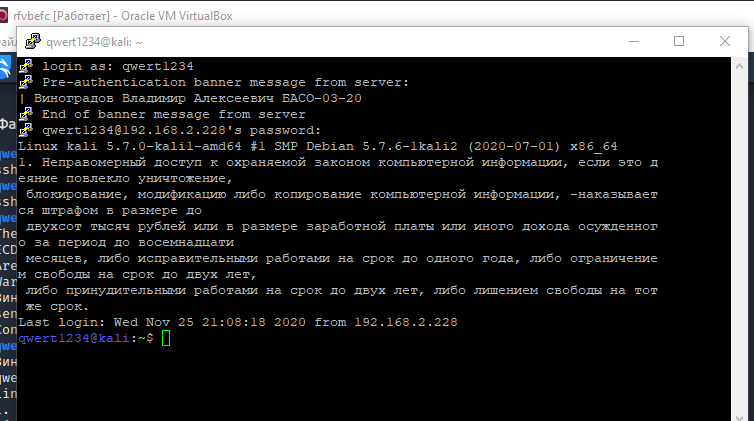 rfvbefc [Работает] - Oracle VM VirtualBox
qwert1234@kali: ~
login as: qwert1234
Pre-authentication banner message from server:
| Виноградов Владимир Алексеевич БАСО-03-20
End of banner message from server
qwert1234@192.168.2.228's password:
Linux kali 5.7.0-kali1-amd64 #1 SMP Debian 5.7.6-1kali2 (2020-07-01) x86_64
1. Неправомерный доступ к охраняемой законом компьютерной информации, если это д
еяние повлекло уничтожение,
блокирование, модификацию либо копирование компьютерной информации, -наказывает
ся штрафом в размере до
двухсот тысяч рублей или в размере заработной платы или иного дохода осужденног
о за период до восемнадцати
месяцев, либо исправительными работами на срок до одного года, либо ограничение
м свободы на срок до двух лет,
либо принудительными работами на срок до двух лет, либо лишением свободы на тот
же срок.
Last login: Wed Nov 25 21:08:18 2020 from 192.168.2.228
qwert1234@kali:~$